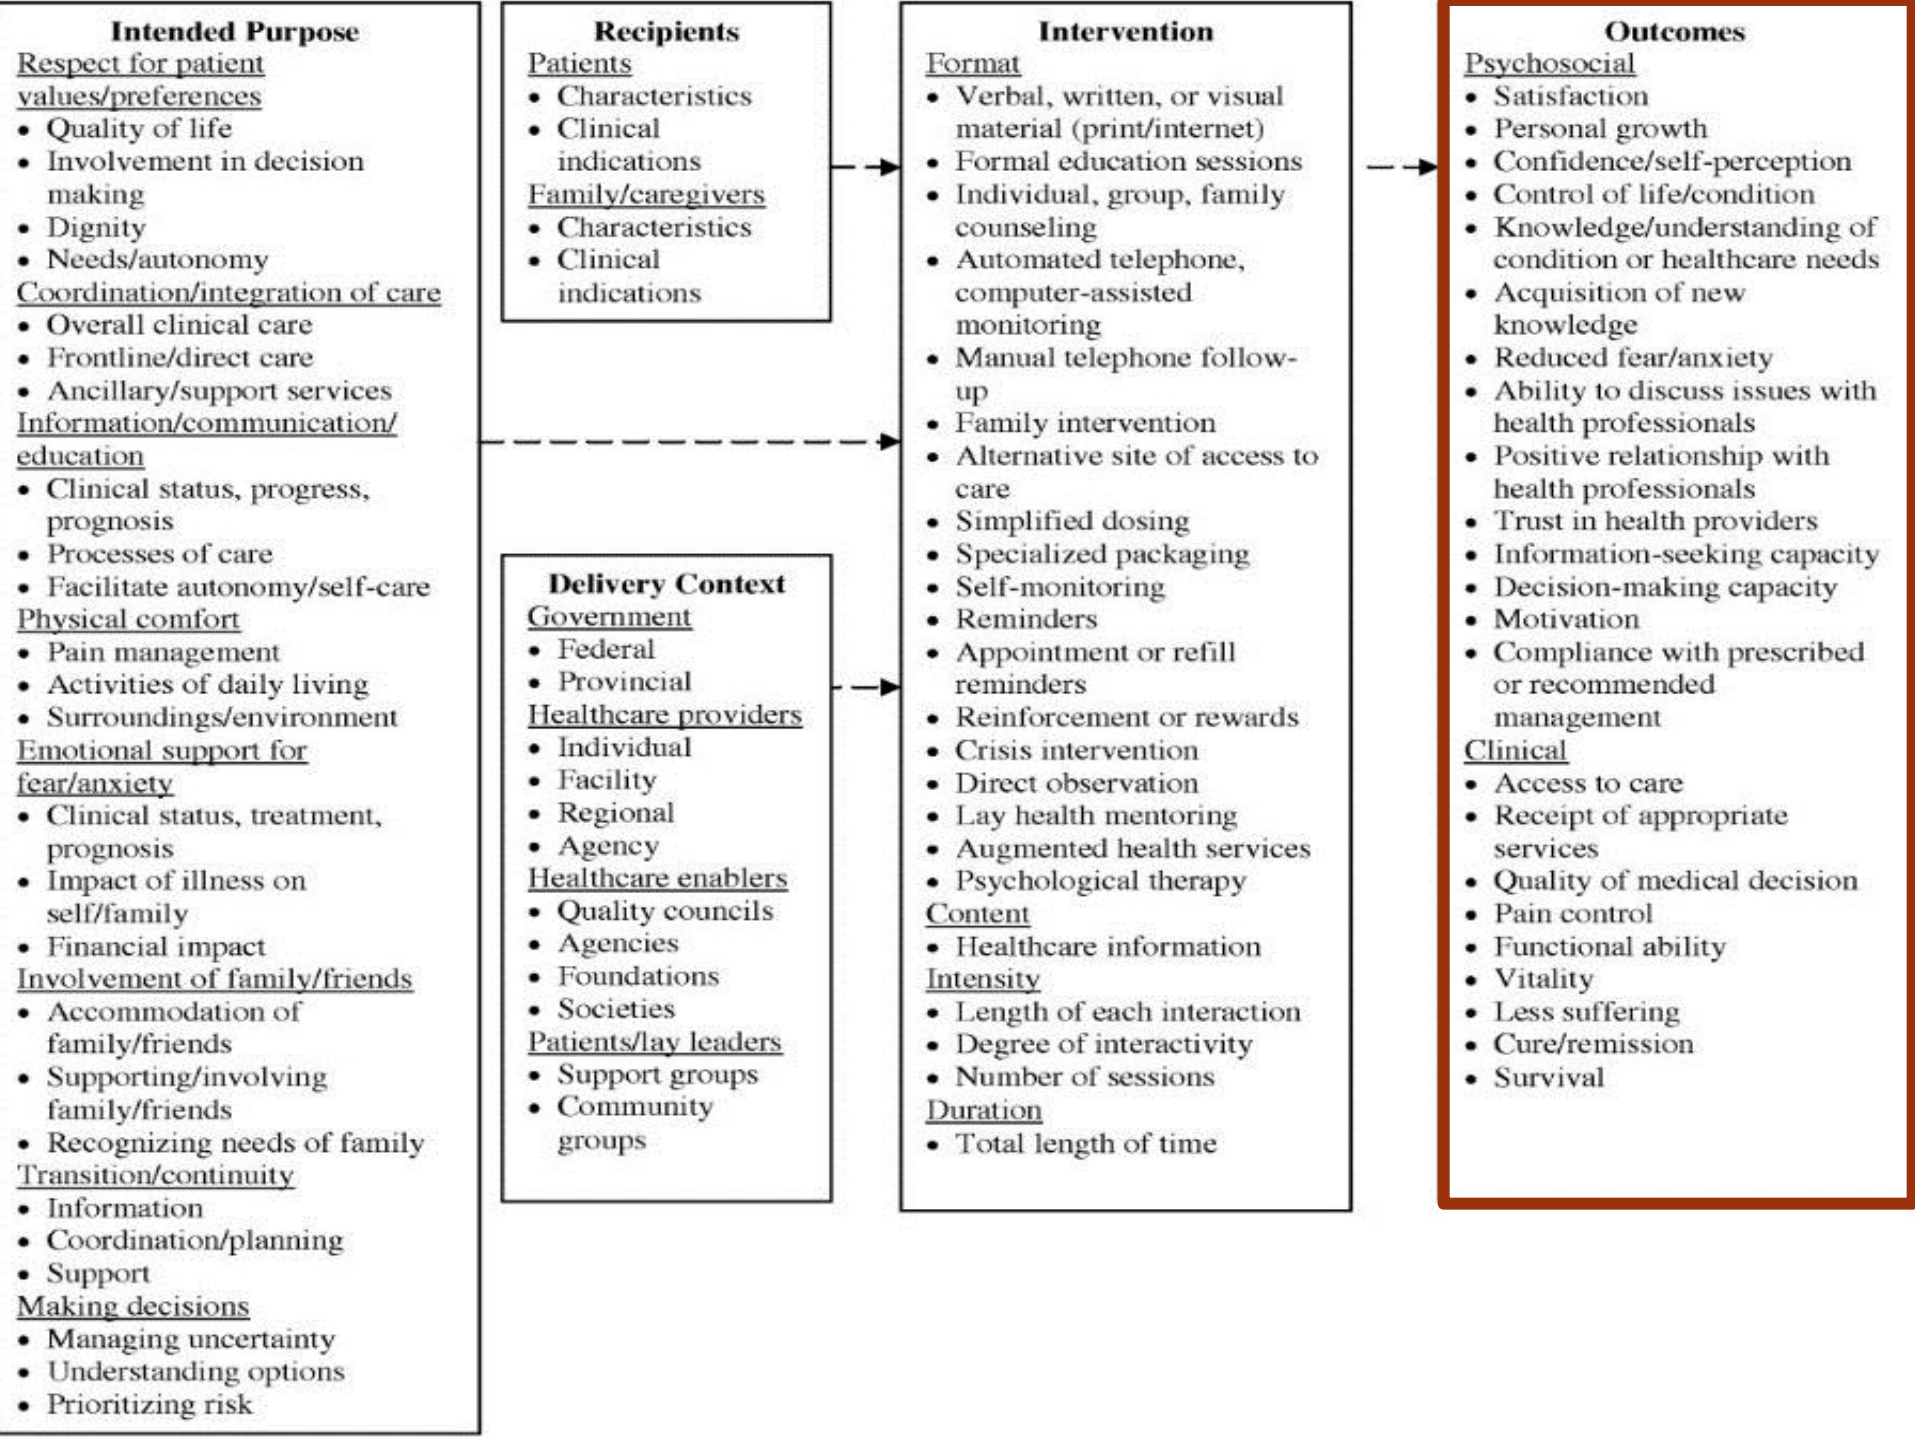 Intended Purpose
Respect for patient
values/preferences
• Quality of life
• Involvement in decision
making
• Dignity
• Needs/autonomy
Coordination/integration of care
• Overall clinical care
• Frontline/direct care
• Ancillary/support services
Information/communication/
education
• Clinical status, progress,
prognosis
• Processes of care
• Facilitate autonomy/self-care
Physical comfort
• Pain management
• Activities of daily living
• Surroundings/environment
Emotional support for
fear/anxiety
• Clinical status, treatment,
prognosis
• Impact of illness on
self/family
• Financial impact
Involvement of family/friends
• Accommodation of
family/friends
• Supporting/involving
family/friends
• Recognizing needs of family
Transition/continuity
• Information
• Coordination/planning
• Support
Making decisions
• Managing uncertainty
• Understanding options
• Prioritizing risk
Recipients
Patients
• Characteristics
• Clinical
indications
Family/caregivers
• Characteristics
• Clinical
indications
Delivery Context
Government
• Federal
• Provincial
Healthcare providers
• Individual
• Facility
• Regional
• Agency
Healthcare enablers
• Quality councils
• Agencies
• Foundations
• Societies
Patients/lay leaders
• Support groups
• Community
groups
Intervention
Format
• Verbal, written, or visual
material (print/internet)
• Formal education sessions
• Individual, group, family
counseling
• Automated telephone,
computer-assisted
monitoring
• Manual telephone follow-
up
• Family intervention
• Alternative site of access to
care
• Simplified dosing
• Specialized packaging
• Self-monitoring
• Reminders
• Appointment or refill
reminders
• Reinforcement or rewards
• Crisis intervention
• Direct observation
• Lay health mentoring
• Augmented health services
• Psychological therapy
Content
• Healthcare information
Intensity
• Length of each interaction
• Degree of interactivity
• Number of sessions
Duration
• Total length of time
Outcomes
Psychosocial
• Satisfaction
• Personal growth
• Confidence/self-perception
• Control of life/condition
• Knowledge/understanding of
condition or healthcare needs
• Acquisition of new
knowledge
• Reduced fear/anxiety
• Ability to discuss issues with
health professionals
• Positive relationship with
health professionals
• Trust in health providers
• Information-seeking capacity
• Decision-making capacity
• Motivation
• Compliance with prescribed
or recommended
management
Clinical
• Access to care
• Receipt of appropriate
services
• Quality of medical decision
• Pain control
• Functional ability
• Vitality
• Less suffering
• Cure/remission
• Survival